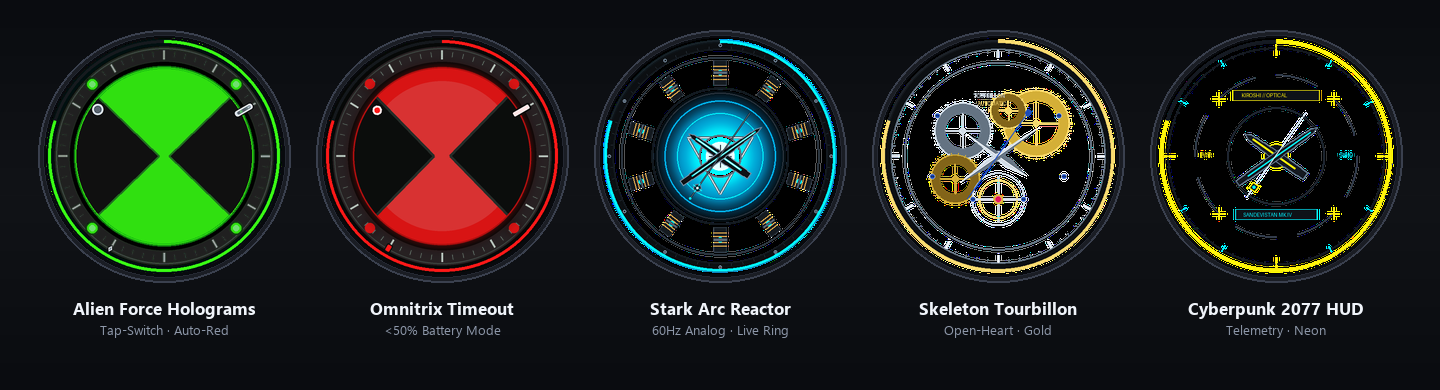 KIROSHI // OPTICAL
SANDEVISTAN MK.IV
Alien Force Holograms
Tap-Switch · Auto-Red
Omnitrix Timeout
<50% Battery Mode
Stark Arc Reactor
60Hz Analog · Live Ring
Skeleton Tourbillon
Open-Heart · Gold
Cyberpunk 2077 HUD
Telemetry · Neon